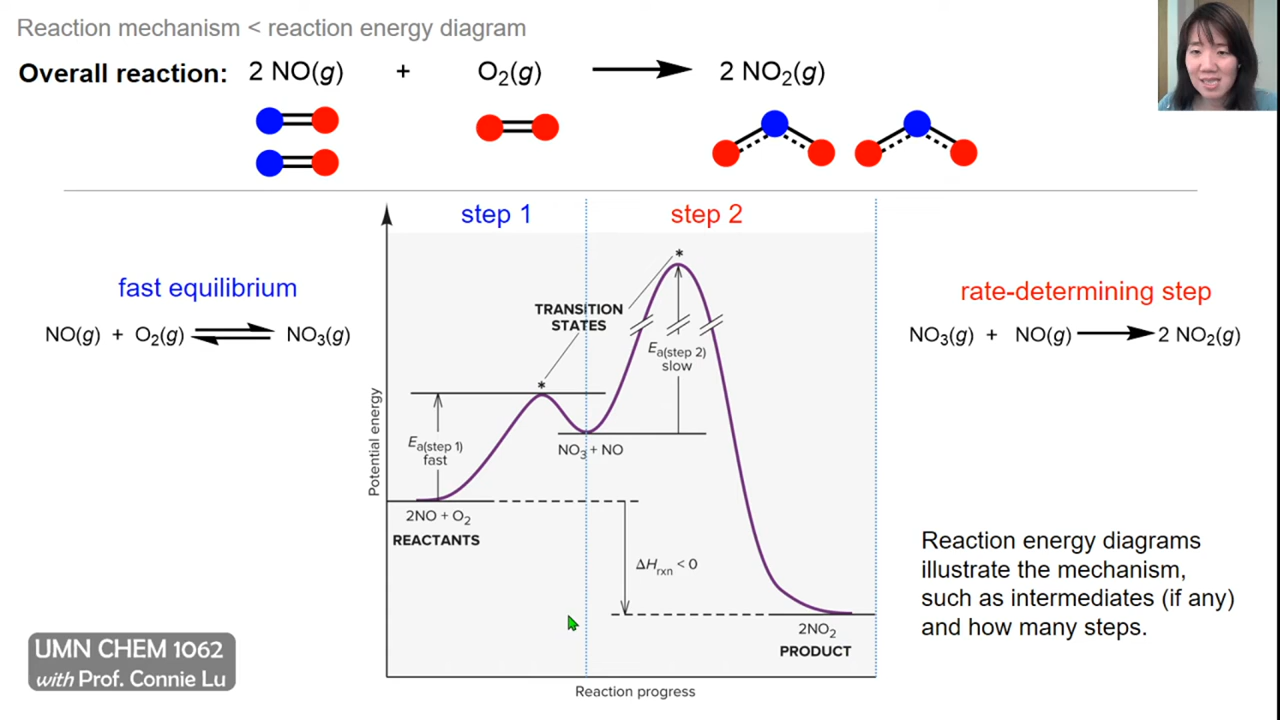 Reaction mechanism < reaction energy diagram
Overall reaction: 2 NO(g) + O₂(g) 2 NO₂(g)
step 1
step 2
fast equilibrium
NO(g) + O₂(g) ⇌ NO₃(g)
rate-determining step
NO₃(g) + NO(g) → 2 NO₂(g)
*
TRANSITION
STATES
*
Eₐ(step 2)
slow
Eₐ(step 1)
fast
NO₃ + NO
2NO + O₂
REACTANTS
ΔHrxn < 0
2NO₂
PRODUCT
Potential energy
Reaction progress
Reaction energy diagrams
illustrate the mechanism,
such as intermediates (if any)
and how many steps.
UMN CHEM 1062
with Prof. Connie Lu